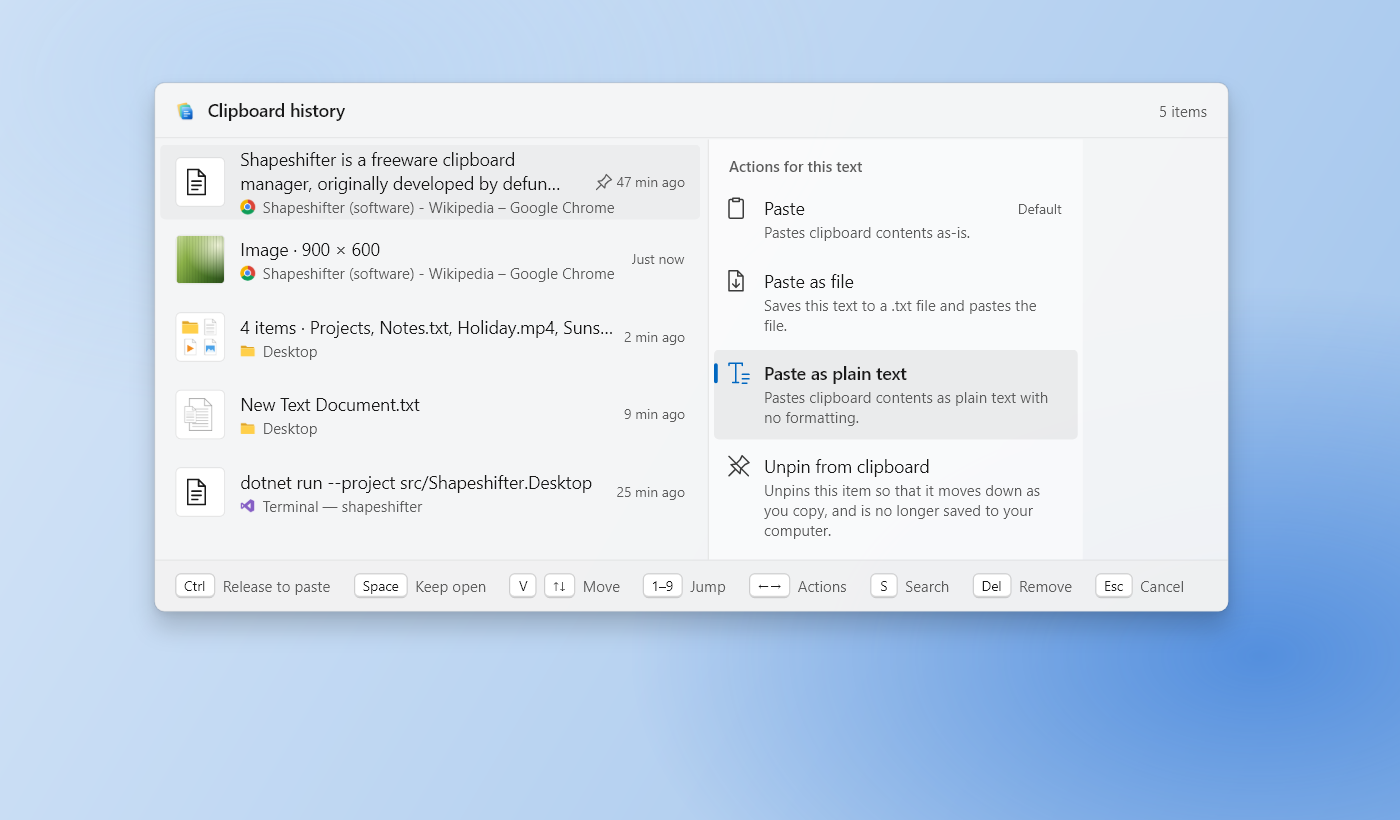 Clipboard history
5 items
Shapeshifter is a freeware clipboard
manager, originally developed by defun...
47 min ago
Shapeshifter (software) - Wikipedia – Google Chrome
Image · 900 × 600
Shapeshifter (software) - Wikipedia – Google Chrome
Just now
4 items · Projects, Notes.txt, Holiday.mp4, Suns...
Desktop
2 min ago
New Text Document.txt
Desktop
9 min ago
dotnet run --project src/Shapeshifter.Desktop
Terminal — shapeshifter
25 min ago
Actions for this text
Paste
Default
Pastes clipboard contents as-is.
Paste as file
Saves this text to a .txt file and pastes the
file.
Paste as plain text
Pastes clipboard contents as plain text with
no formatting.
Unpin from clipboard
Unpins this item so that it moves down as
you copy, and is no longer saved to your
computer.
Ctrl Release to paste Space Keep open V ↑↓ Move 1–9 Jump ←→ Actions S Search Del Remove Esc Cancel